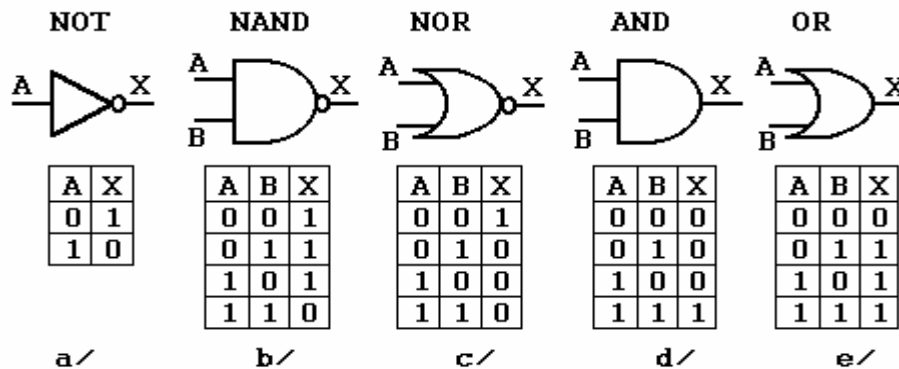 NOT NAND NOR AND OR
A X A X A X A X A X
B B B B
A X A B X A B X A B X A B X
0 1 0 0 1 0 0 1 0 0 0 0 0 0
1 0 0 1 1 0 1 0 0 1 0 0 1 1
1 0 1 1 0 0 1 0 0 1 0 1
1 1 0 1 1 0 1 1 1 1 1 1
a/ b/ c/ d/ e/